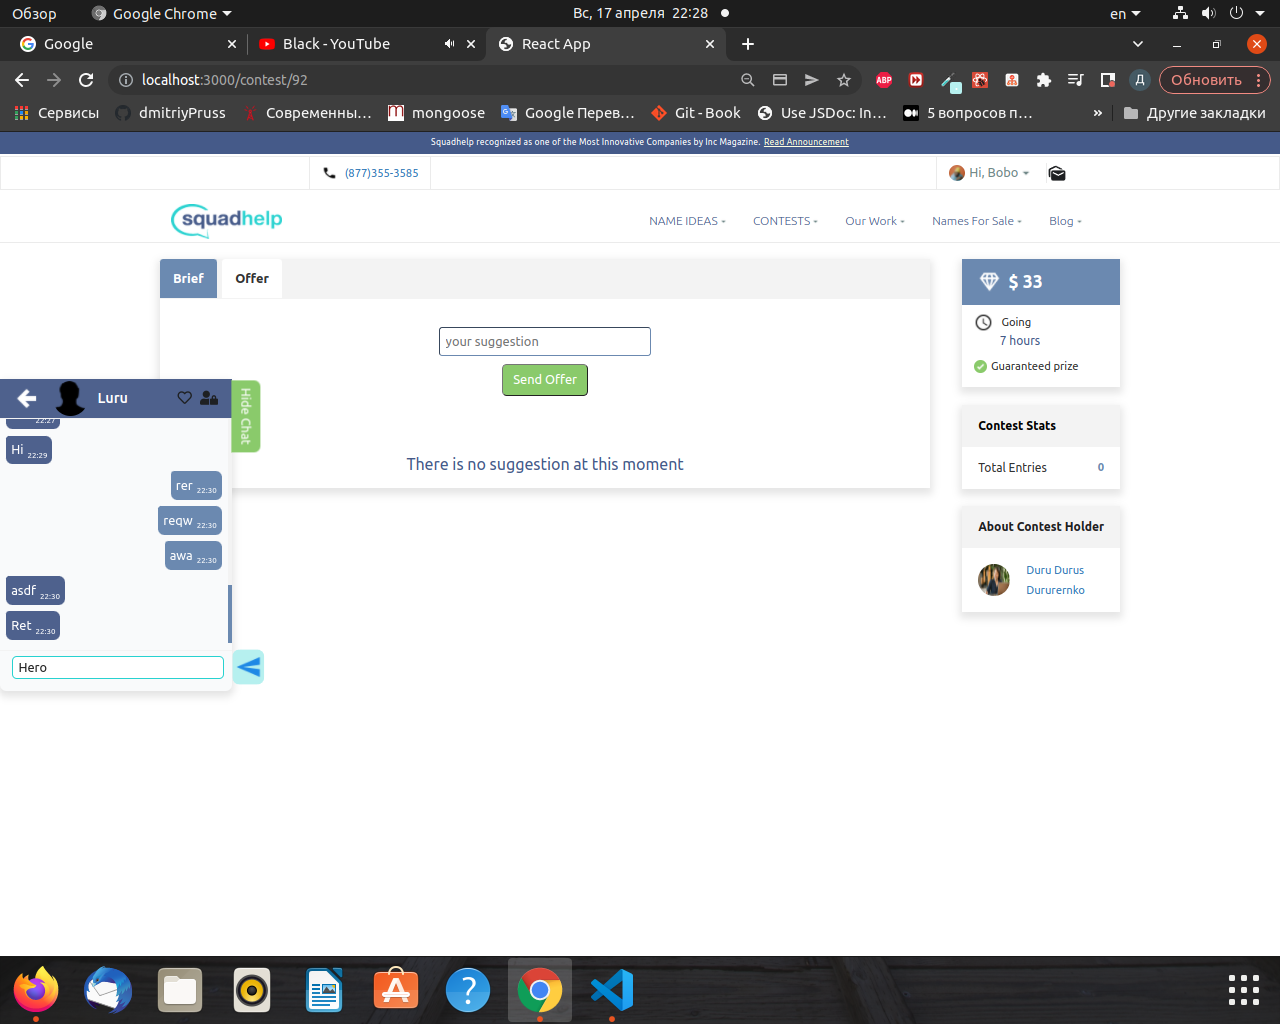 Обзор
Google Chrome
Вс, 17 апреля 22:28
en
Google
Black - YouTube
React App
localhost:3000/contest/92
ABP
Д
Обновить
Сервисы
dmitriyPruss
Современны...
mongoose
Google Перев...
Git - Book
Use JSDoc: In...
5 вопросов п...
»
Другие закладки
Squadhelp recognized as one of the Most Innovative Companies by Inc Magazine. Read Announcement
(877)355-3585
Hi, Bobo
squadhelp
NAME IDEAS
CONTESTS
Our Work
Names For Sale
Blog
Brief
Offer
your suggestion
Send Offer
There is no suggestion at this moment
$ 33
Going
7 hours
Guaranteed prize
Contest Stats
Total Entries 0
About Contest Holder
Duru Durus
Dururernko
Luru
Hide Chat
22:27
Hi 22:29
rer 22:30
reqw 22:30
awa 22:30
asdf 22:30
Ret 22:30
Hero